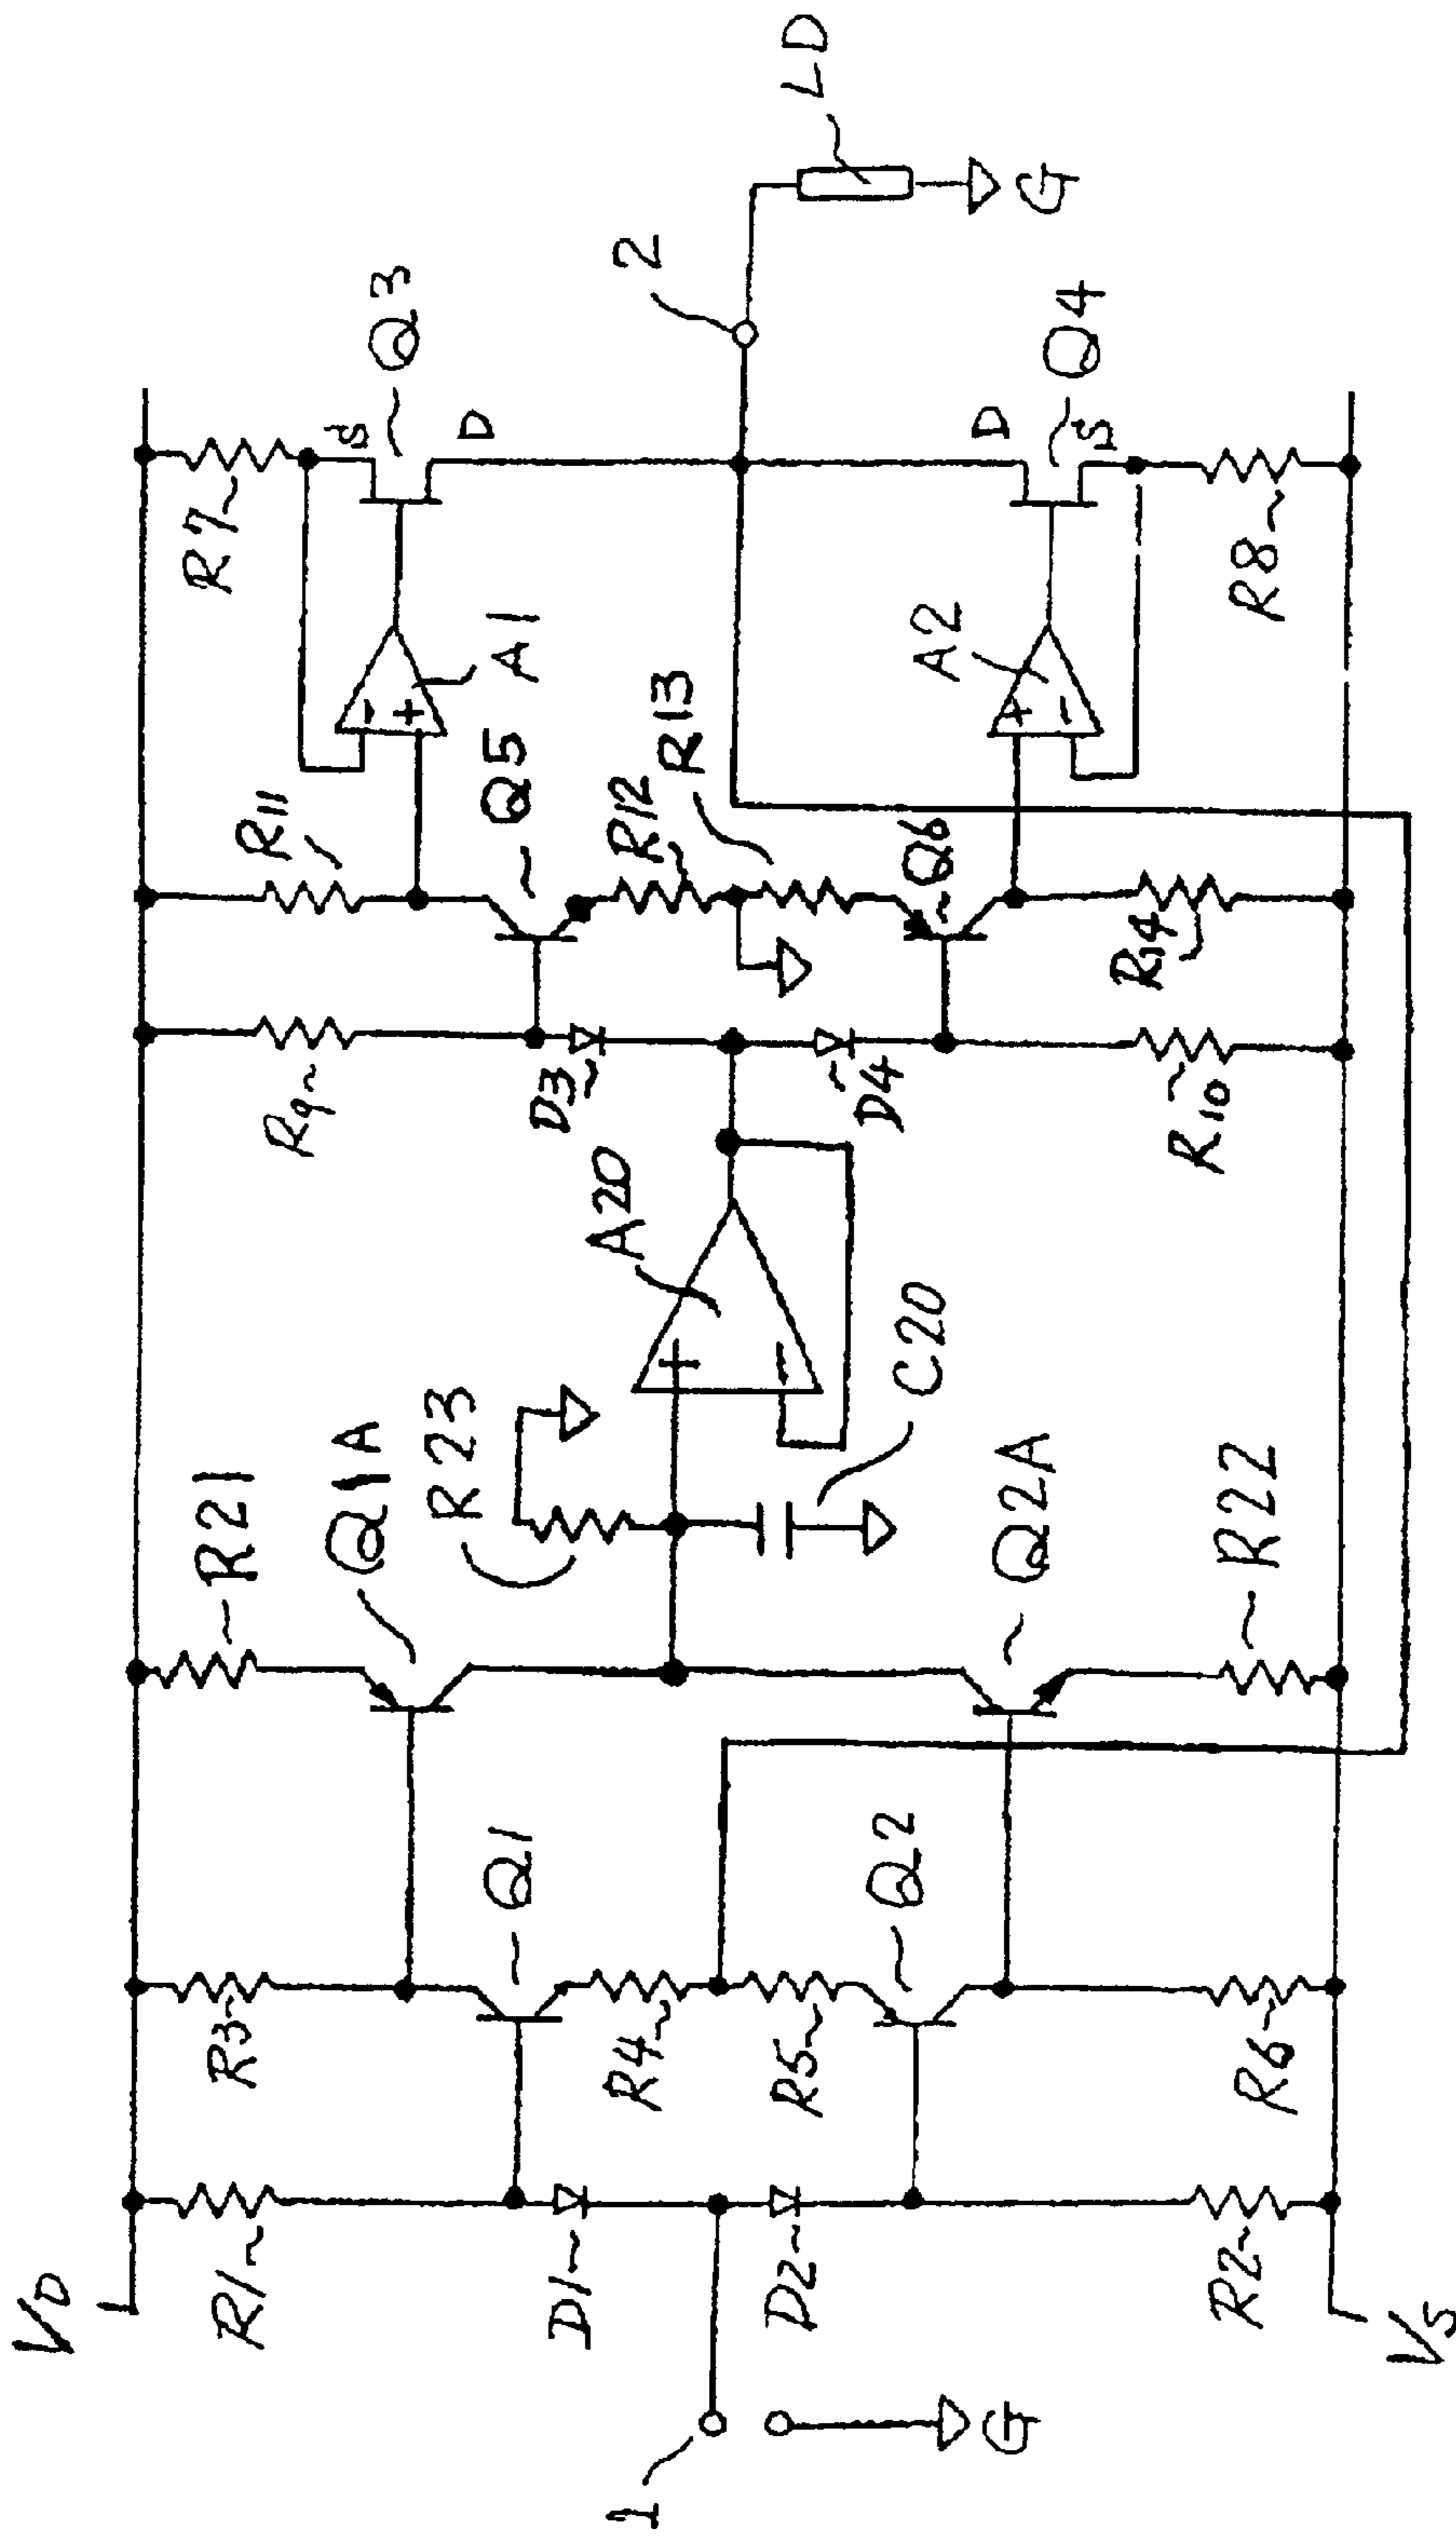 VD
R1
R3
R21
R9
R11
R7
S
Q3
D
Q1A
A1
-
+
D1
Q1
R4
R23
A20
+
-
D3
Q5
R12
R13
2
LD
G
1
G
D2
R5
Q2
C20
D4
Q6
A2
+
-
D
S
Q4
R2
R6
Q2A
R22
R10
R14
R8
VS